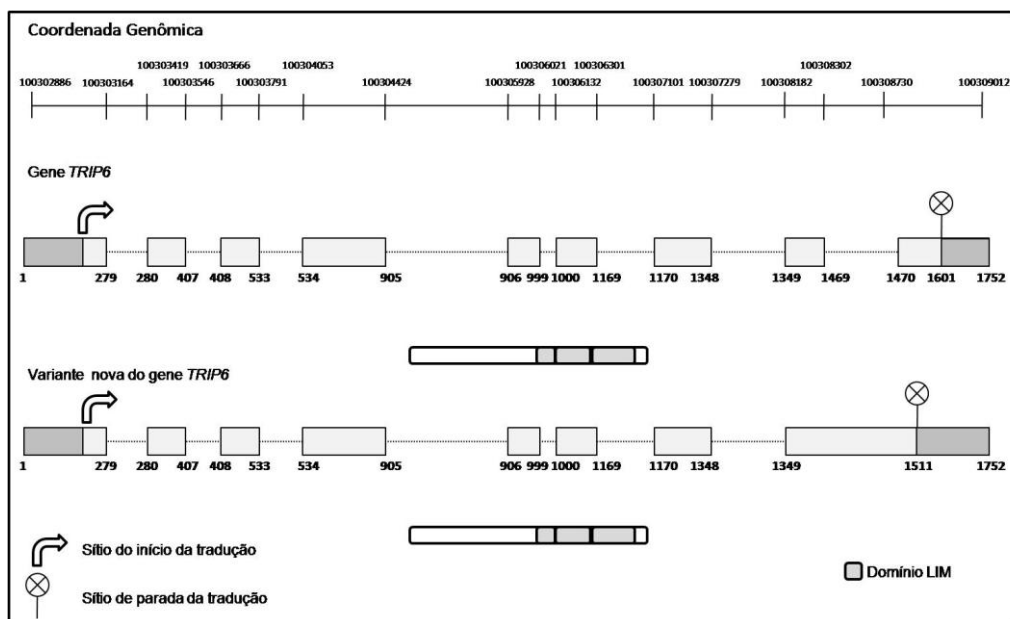 Coordenada Genômica
100303419 100303666 100304053 100306021 100306301 100308302
100302886 100303164 100303546 100303791 100304424 100305928 100306132 100307101 100307279 100308182 100308730 100309012
Gene TRIP6
1 279 280 407 408 533 534 905 906 999 1000 1169 1170 1348 1349 1469 1470 1601 1752
Variante nova do gene TRIP6
1 279 280 407 408 533 534 905 906 999 1000 1169 1170 1348 1349 1511 1752
Sítio do início da tradução
Domínio LIM
Sítio de parada da tradução